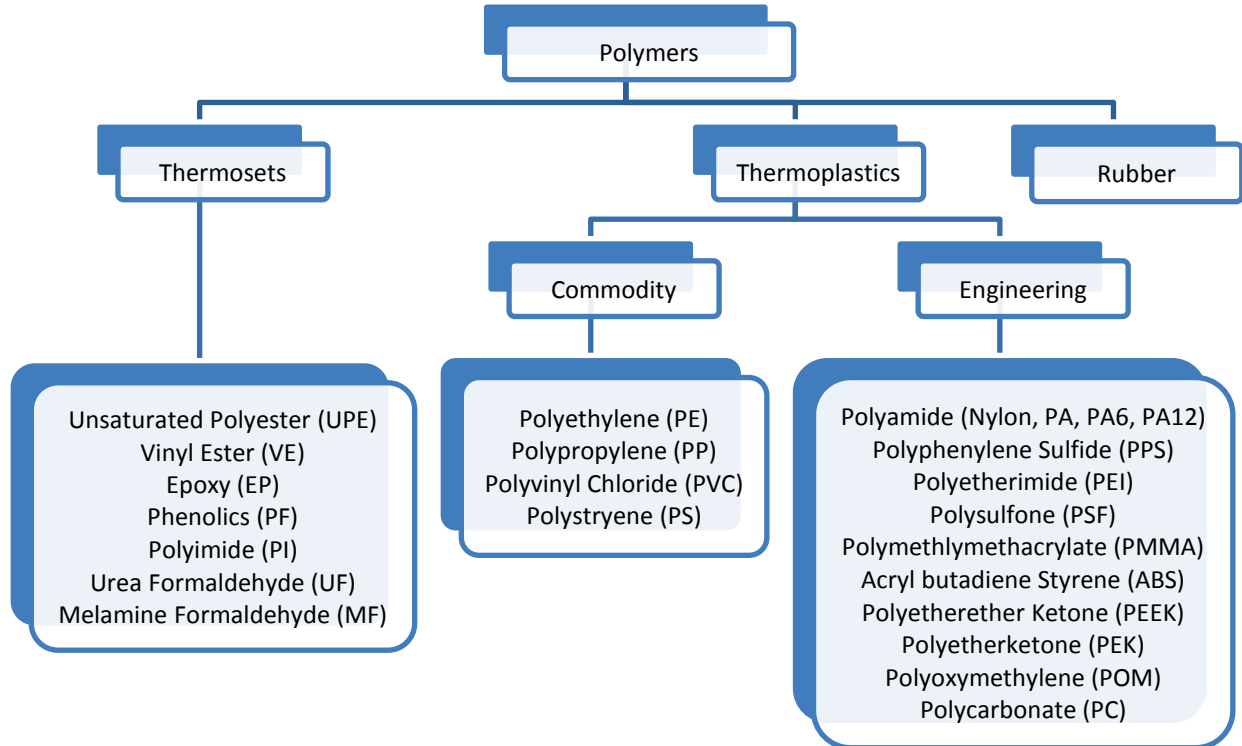 Polymers
Thermosets
Thermoplastics
Rubber
Commodity
Engineering
Unsaturated Polyester (UPE)
Vinyl Ester (VE)
Epoxy (EP)
Phenolics (PF)
Polyimide (PI)
Urea Formaldehyde (UF)
Melamine Formaldehyde (MF)
Polyethylene (PE)
Polypropylene (PP)
Polyvinyl Chloride (PVC)
Polystryene (PS)
Polyamide (Nylon, PA, PA6, PA12)
Polyphenylene Sulfide (PPS)
Polyetherimide (PEI)
Polysulfone (PSF)
Polymethlymethacrylate (PMMA)
Acryl butadiene Styrene (ABS)
Polyetherether Ketone (PEEK)
Polyetherketone (PEK)
Polyoxymethylene (POM)
Polycarbonate (PC)